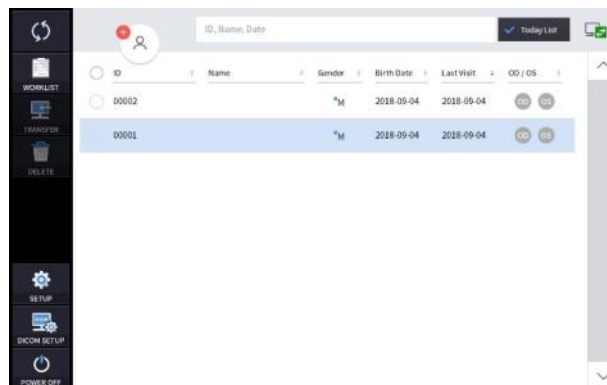 ID, Name, Date
Today List
ID Name Gender Birth Date Last Visit OD / OS
00002 M 2018-09-04 2018-09-04 OD OS
00001 M 2018-09-04 2018-09-04 OD OS
WORKLIST
TRANSFER
DELETE
SETUP
DICOM SETUP
POWER OFF